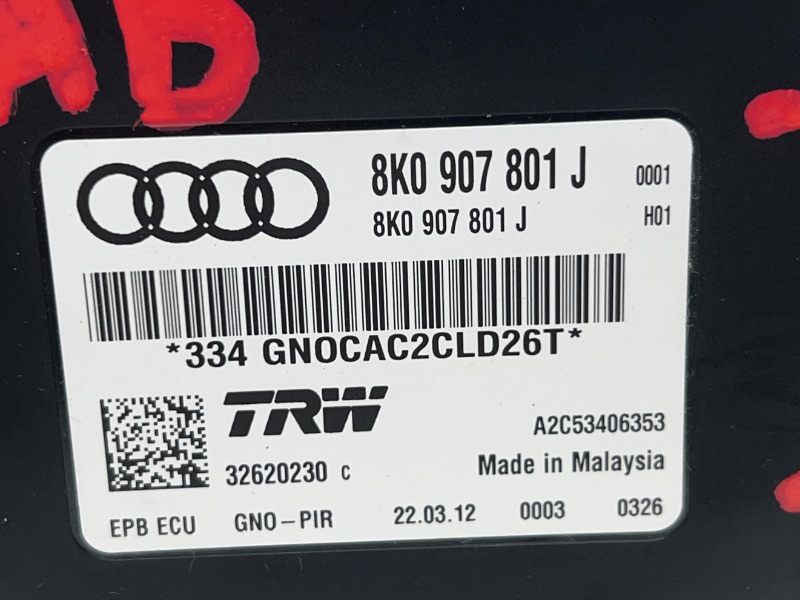 AD
8K0 907 801 J 0001
8K0 907 801 J H01
*334 GNOCAC2CLD26T*
TRW A2C53406353
32620230 C Made in Malaysia
EPB ECU GNO-PIR 22.03.12 0003 0326